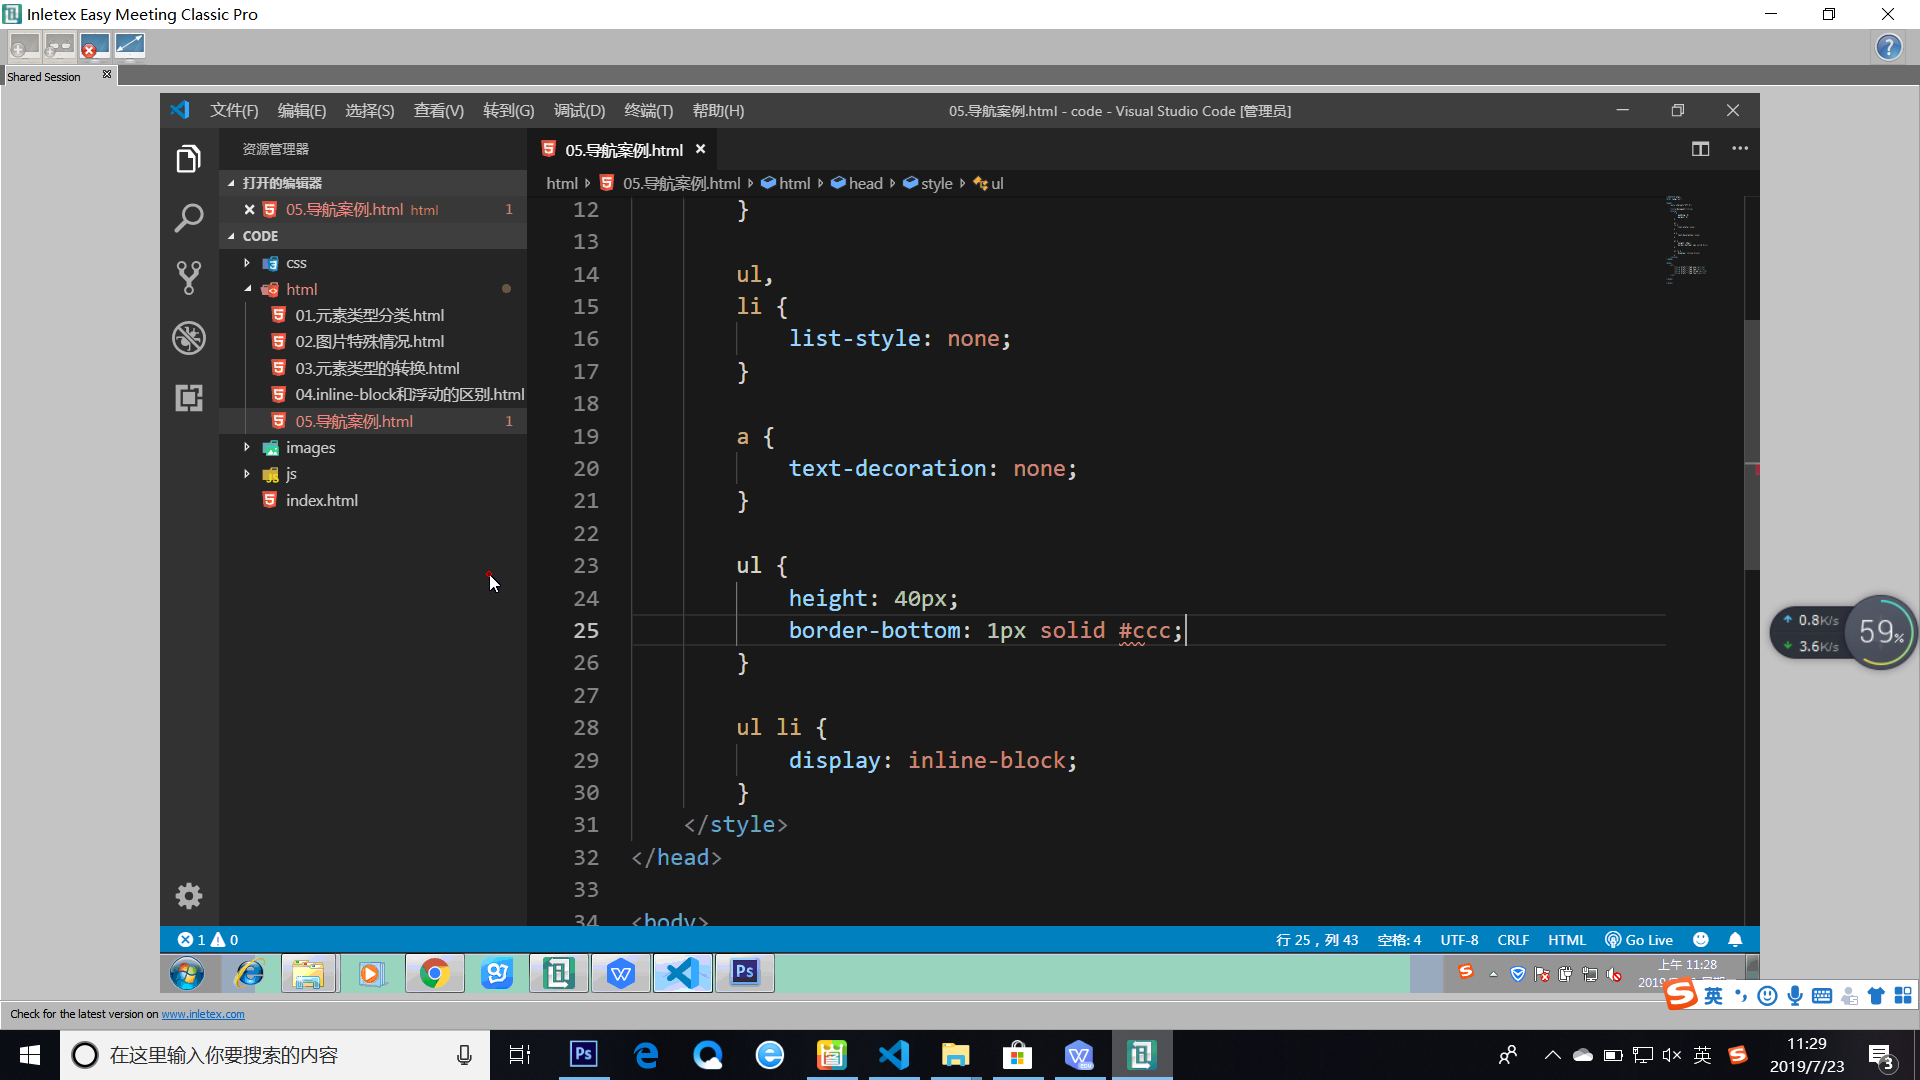 Inletex Easy Meeting Classic Pro
Shared Session
文件(F) 编辑(E) 选择(S) 查看(V) 转到(G) 调试(D) 终端(T) 帮助(H)
05.导航案例.html - code - Visual Studio Code [管理员]
资源管理器
05.导航案例.html
打开的编辑器
html 05.导航案例.html html head style ul
05.导航案例.html html 1
CODE
css
html
01.元素类型分类.html
02.图片特殊情况.html
03.元素类型的转换.html
04.inline-block和浮动的区别.html
05.导航案例.html 1
images
js
index.html
12 }
13
14 ul,
15 li {
16 list-style: none;
17 }
18
19 a {
20 text-decoration: none;
21 }
22
23 ul {
24 height: 40px;
25 border-bottom: 1px solid #ccc;
26 }
27
28 ul li {
29 display: inline-block;
30 }
31 </style>
32 </head>
33
34 <body>
0.8K/s
3.6K/s
59%
1 0
行 25，列 43 空格: 4 UTF-8 CRLF HTML Go Live
Ps
上午 11:28
英
Check for the latest version on www.inletex.com
在这里输入你要搜索的内容
Ps
英
11:29
2019/7/23
3